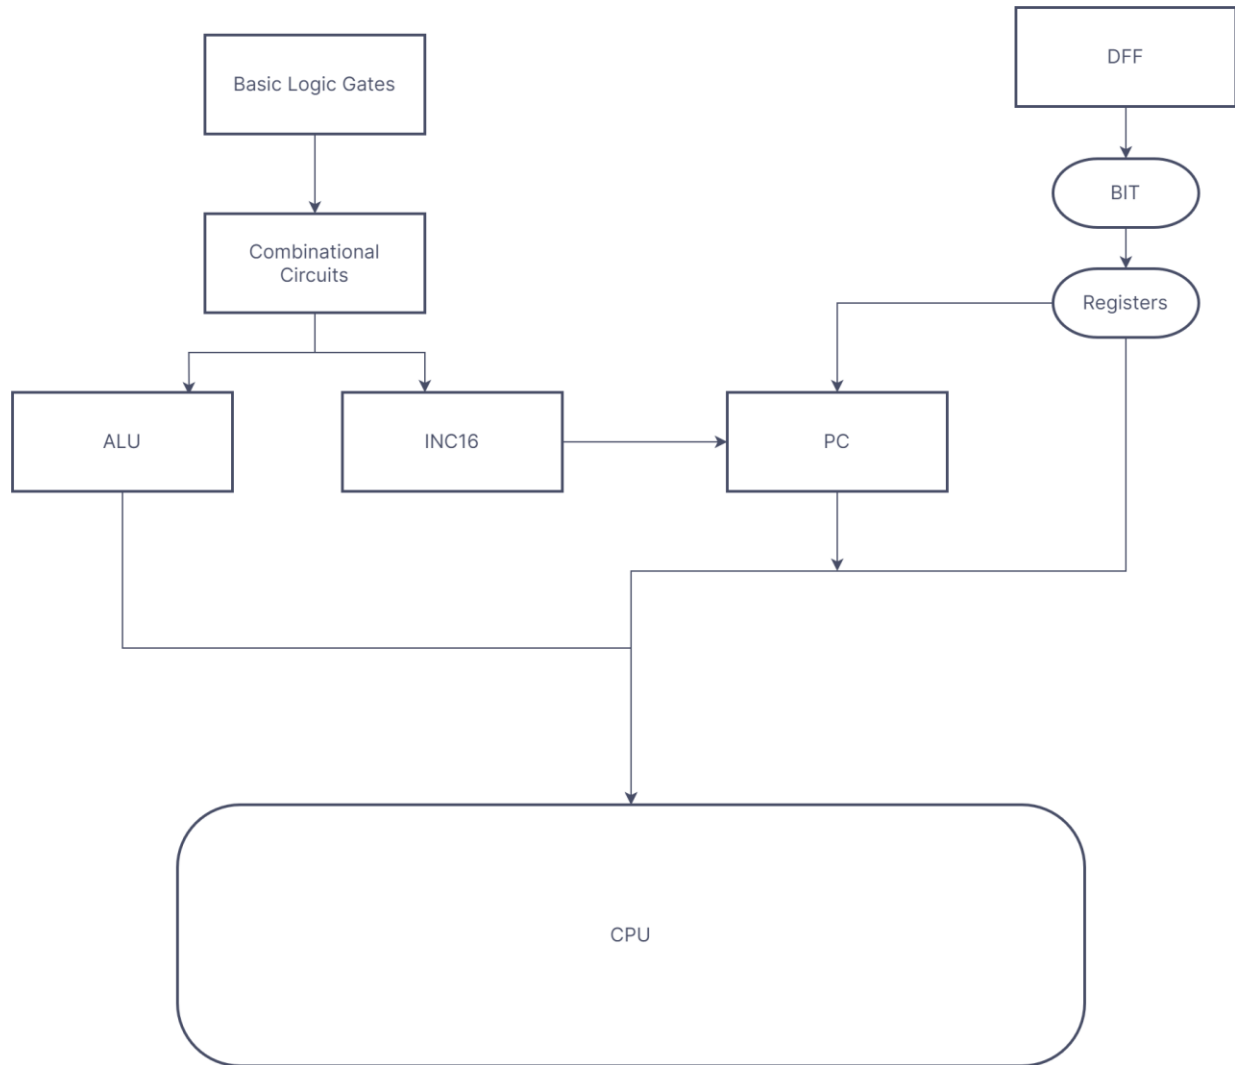 DFF
Basic Logic Gates
BIT
Combinational
Circuits
Registers
ALU
INC16
PC
CPU